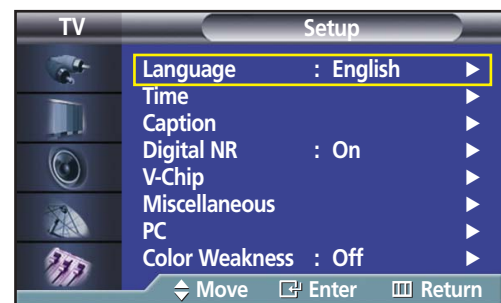 TV Setup
Language : English
Time
Caption
Digital NR : On
V-Chip
Miscellaneous
PC
Color Weakness : Off
Move Enter Return